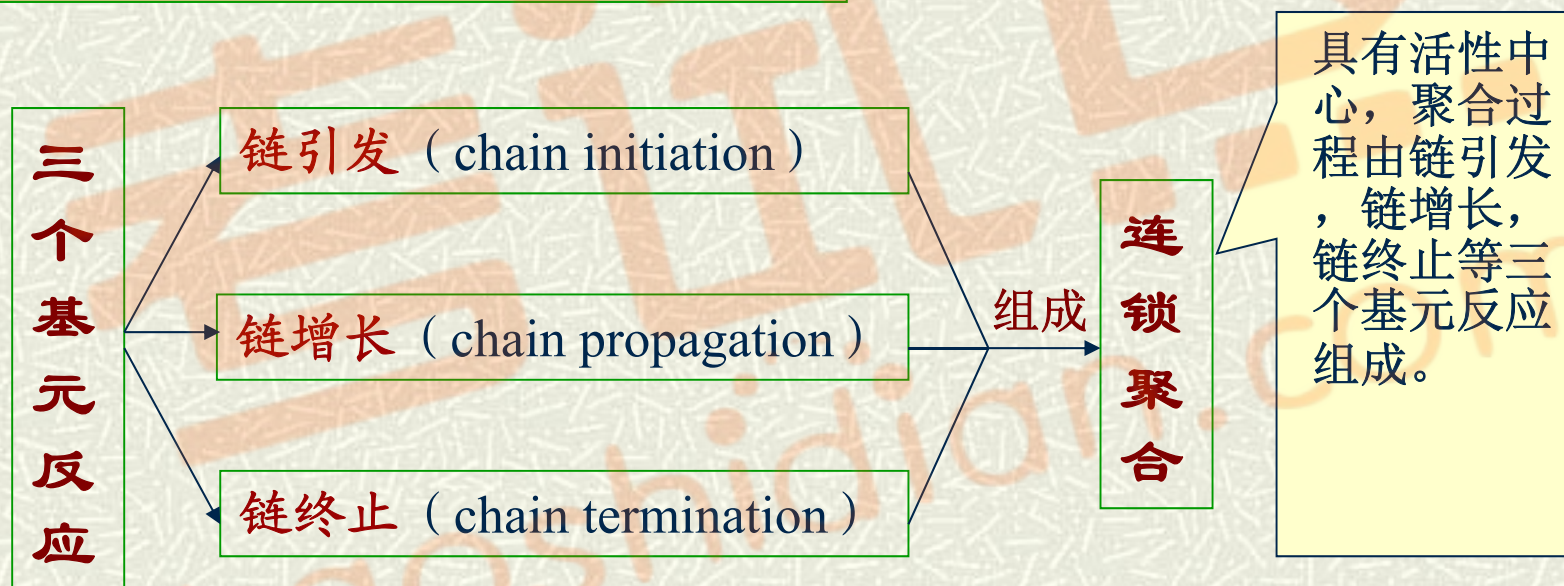 三个基元反应
链引发（chain initiation）
链增长（chain propagation）
链终止（chain termination）
组成
连锁聚合
具有活性中
心，聚合过
程由链引发
，链增长，
链终止等三
个基元反应
组成。